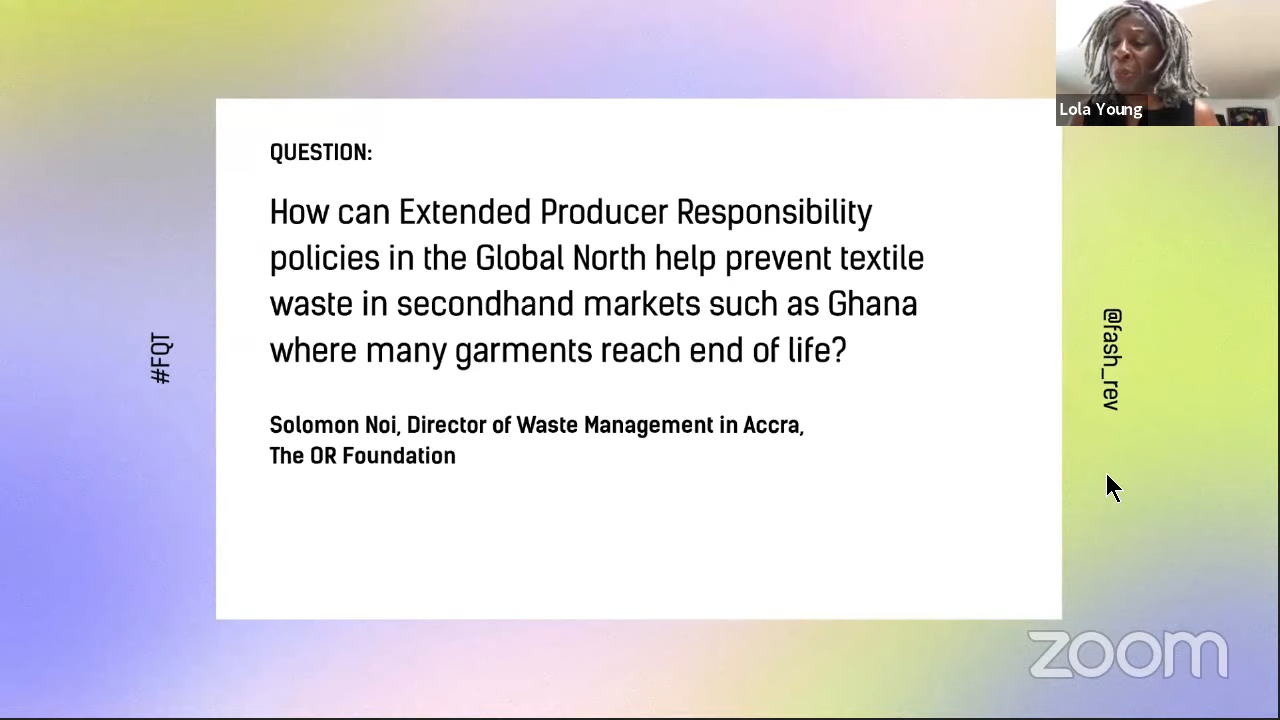 Lola Young
QUESTION:
How can Extended Producer Responsibility
policies in the Global North help prevent textile
waste in secondhand markets such as Ghana
where many garments reach end of life?
Solomon Noi, Director of Waste Management in Accra,
The OR Foundation
#FQT
@fash_rev
zoom